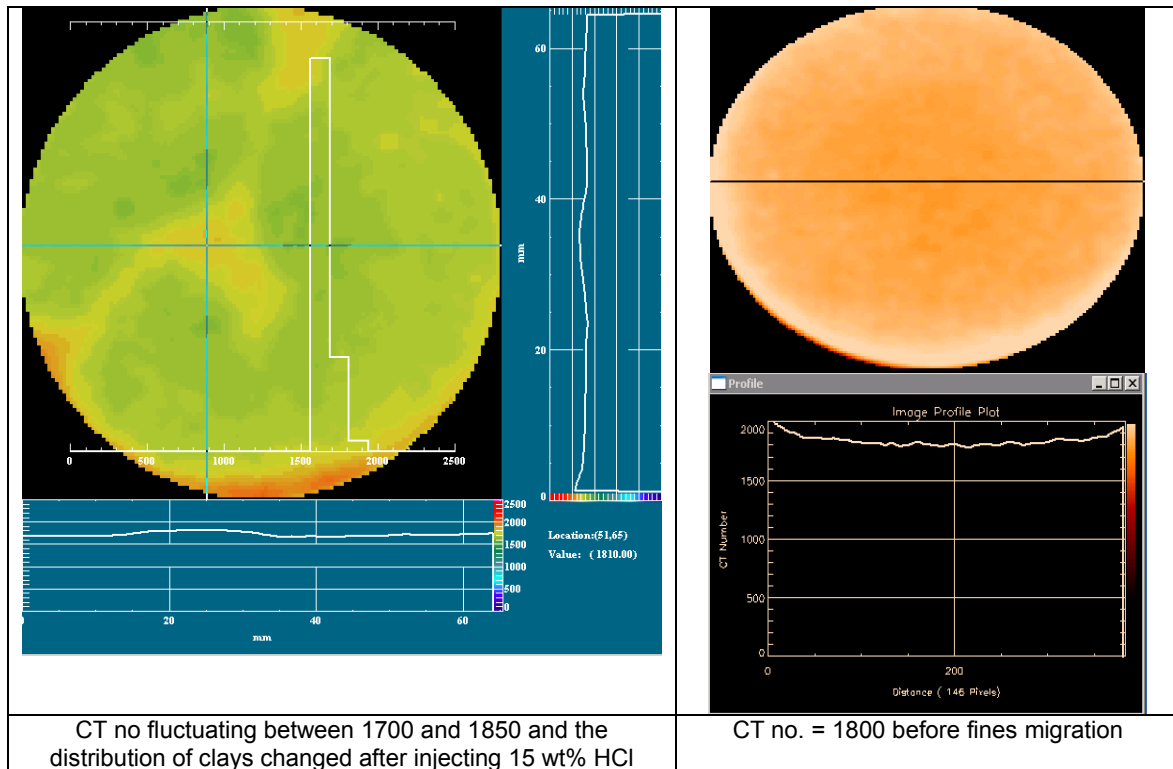 60
40
mm
20
0
0 500 1000 1500 2000 2500
2500
2000
1500
1000
500
0
Location:(51,65)
Value: ( 1810.00)
0 20 40 60
mm
Profile
Image Profile Plot
2000
1500
1000
500
0
CT Number
0 200
Distance ( 146 Pixels)
CT no fluctuating between 1700 and 1850 and the
distribution of clays changed after injecting 15 wt% HCl
CT no. = 1800 before fines migration